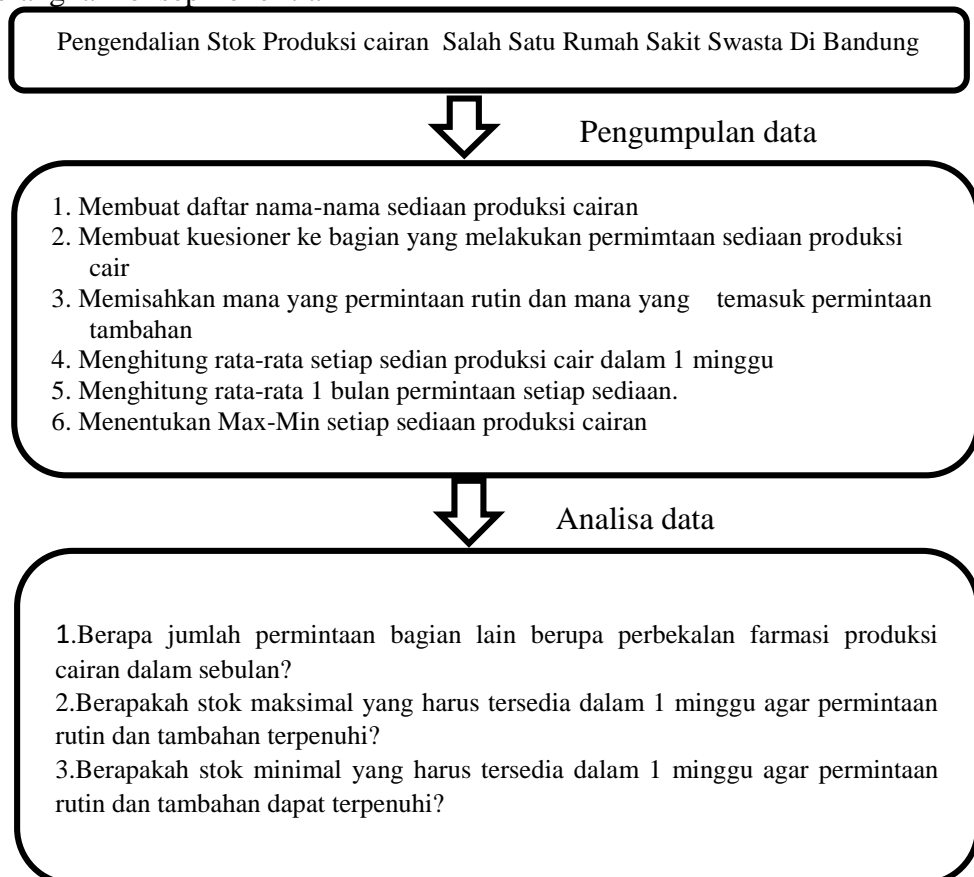 Pengendalian Stok Produksi cairan Salah Satu Rumah Sakit Swasta Di Bandung
Pengumpulan data
1. Membuat daftar nama-nama sediaan produksi cairan
2. Membuat kuesioner ke bagian yang melakukan permimtaan sediaan produksi
cair
3. Memisahkan mana yang permintaan rutin dan mana yang temasuk permintaan
tambahan
4. Menghitung rata-rata setiap sedian produksi cair dalam 1 minggu
5. Menghitung rata-rata 1 bulan permintaan setiap sediaan.
6. Menentukan Max-Min setiap sediaan produksi cairan
Analisa data
1.Berapa jumlah permintaan bagian lain berupa perbekalan farmasi produksi
cairan dalam sebulan?
2.Berapakah stok maksimal yang harus tersedia dalam 1 minggu agar permintaan
rutin dan tambahan terpenuhi?
3.Berapakah stok minimal yang harus tersedia dalam 1 minggu agar permintaan
rutin dan tambahan dapat terpenuhi?